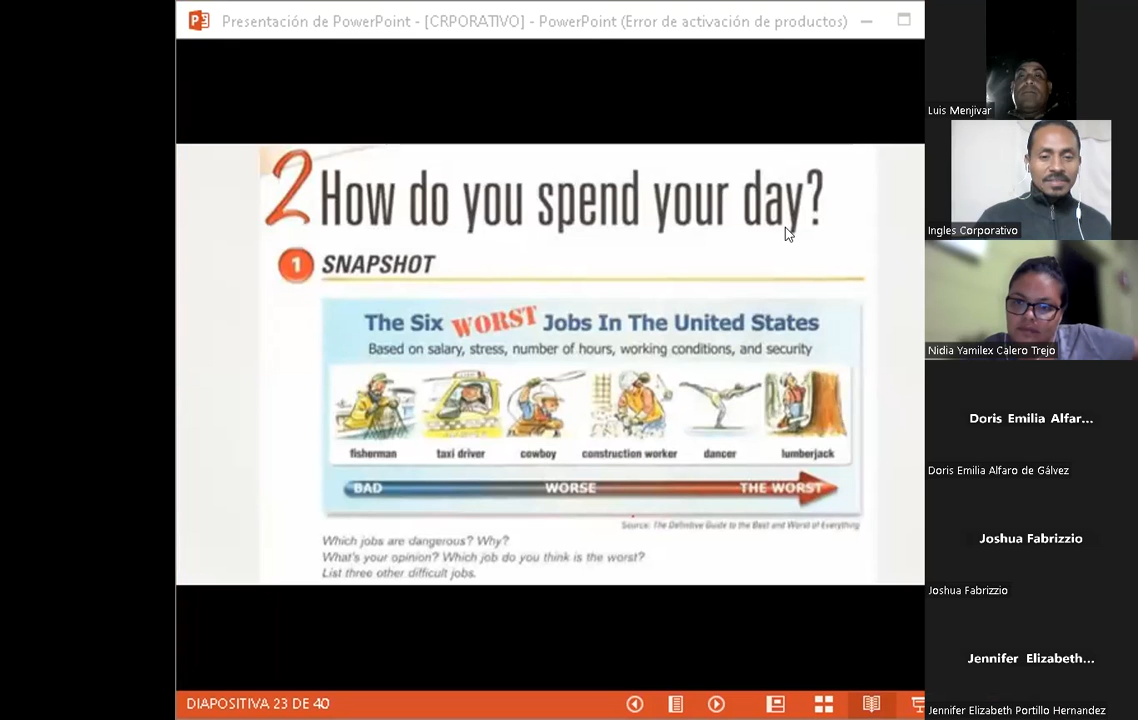 Presentación de PowerPoint - [CRPORATIVO] - PowerPoint (Error de activación de productos)
2 How do you spend your day?
1 SNAPSHOT
The Six WORST Jobs In The United States
Based on salary, stress, number of hours, working conditions, and security
fisherman taxi driver cowboy construction worker dancer lumberjack
BAD WORSE THE WORST
Source: The Definitive Guide to the Best and Worst of Everything
Which jobs are dangerous? Why?
What's your opinion? Which job do you think is the worst?
List three other difficult jobs.
DIAPOSITIVA 23 DE 40
Luis Menjivar
Ingles Corporativo
Nidia Yamilex Calero Trejo
Doris Emilia Alfar...
Doris Emilia Alfaro de Gálvez
Joshua Fabrizzio
Joshua Fabrizzio
Jennifer Elizabeth...
Jennifer Elizabeth Portillo Hernandez